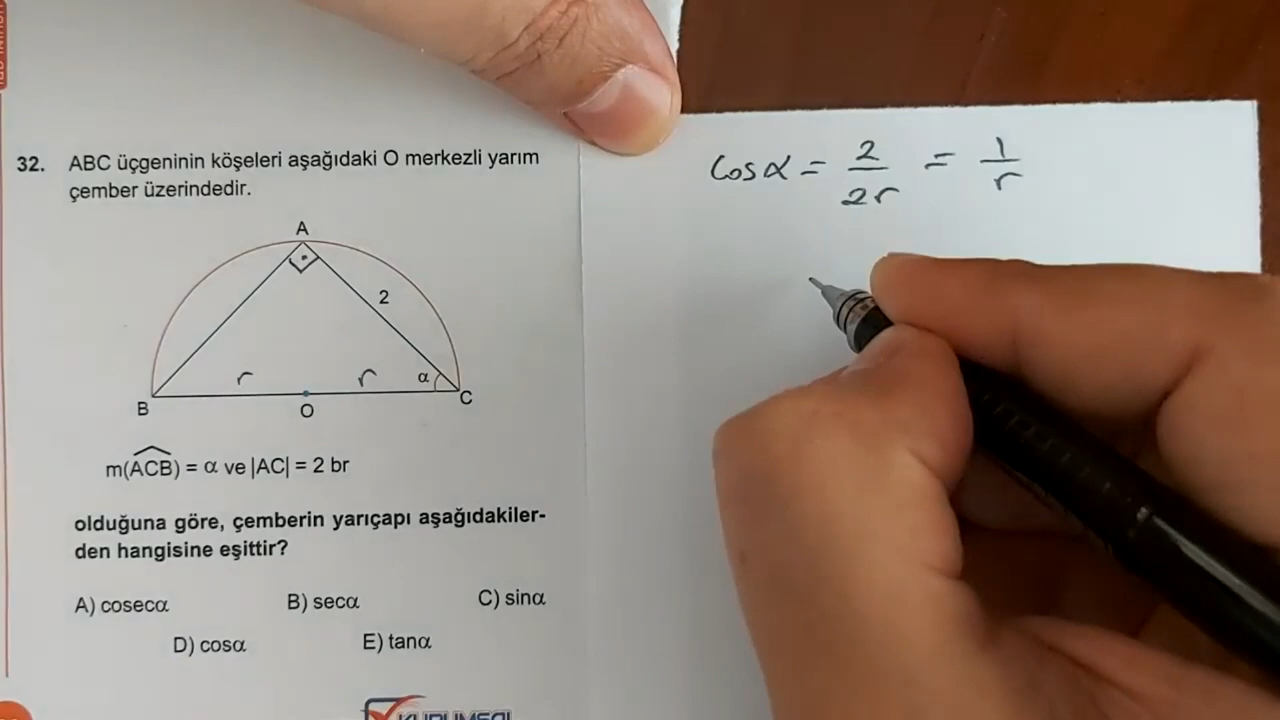 32. ABC üçgeninin köşeleri aşağıdaki O merkezli yarım
çember üzerindedir.
A
2
r
r
α
B
O
C
m(ACB) = α ve |AC| = 2 br
olduğuna göre, çemberin yarıçapı aşağıdakiler-
den hangisine eşittir?
A) cosecα B) secα C) sinα
D) cosα E) tanα
KURUMSAL
cosα = 2/2r = 1/r